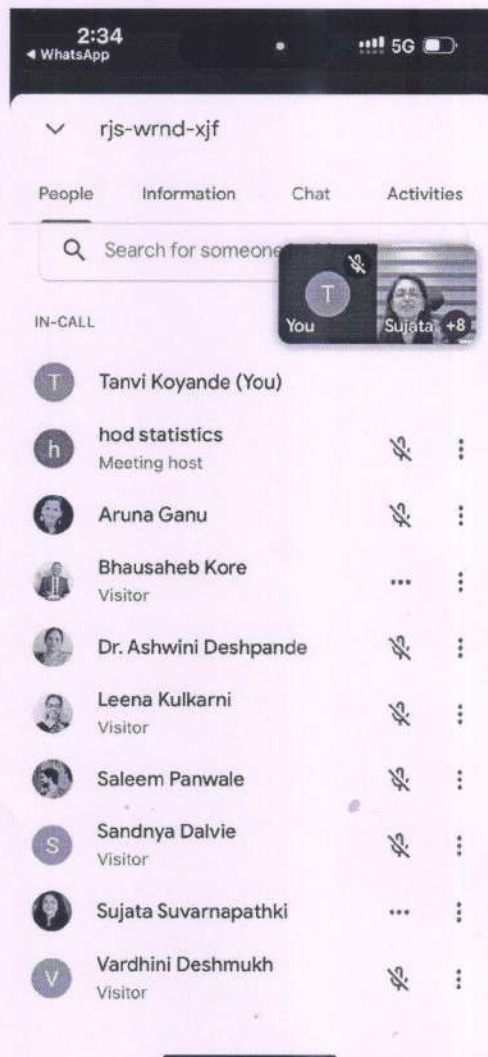 2:34
WhatsApp
5G
rjs-wrnd-xjf
People Information Chat Activities
Search for someone
You Sujata +8
IN-CALL
T Tanvi Koyande (You)
h hod statistics
Meeting host
Aruna Ganu
Bhausaheb Kore
Visitor
Dr. Ashwini Deshpande
Leena Kulkarni
Visitor
Saleem Panwale
S Sandnya Dalvie
Visitor
Sujata Suvarnapathki
V Vardhini Deshmukh
Visitor